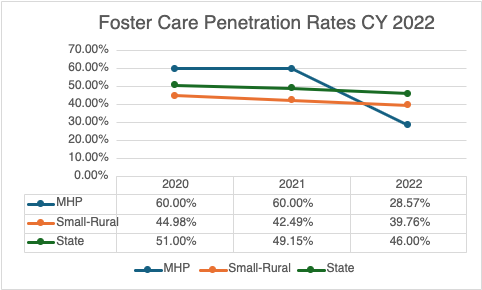 Foster Care Penetration Rates CY 2022
70.00%
60.00%
50.00%
40.00%
30.00%
20.00%
10.00%
0.00%
2020 2021 2022
MHP 60.00% 60.00% 28.57%
Small-Rural 44.98% 42.49% 39.76%
State 51.00% 49.15% 46.00%
MHP Small-Rural State